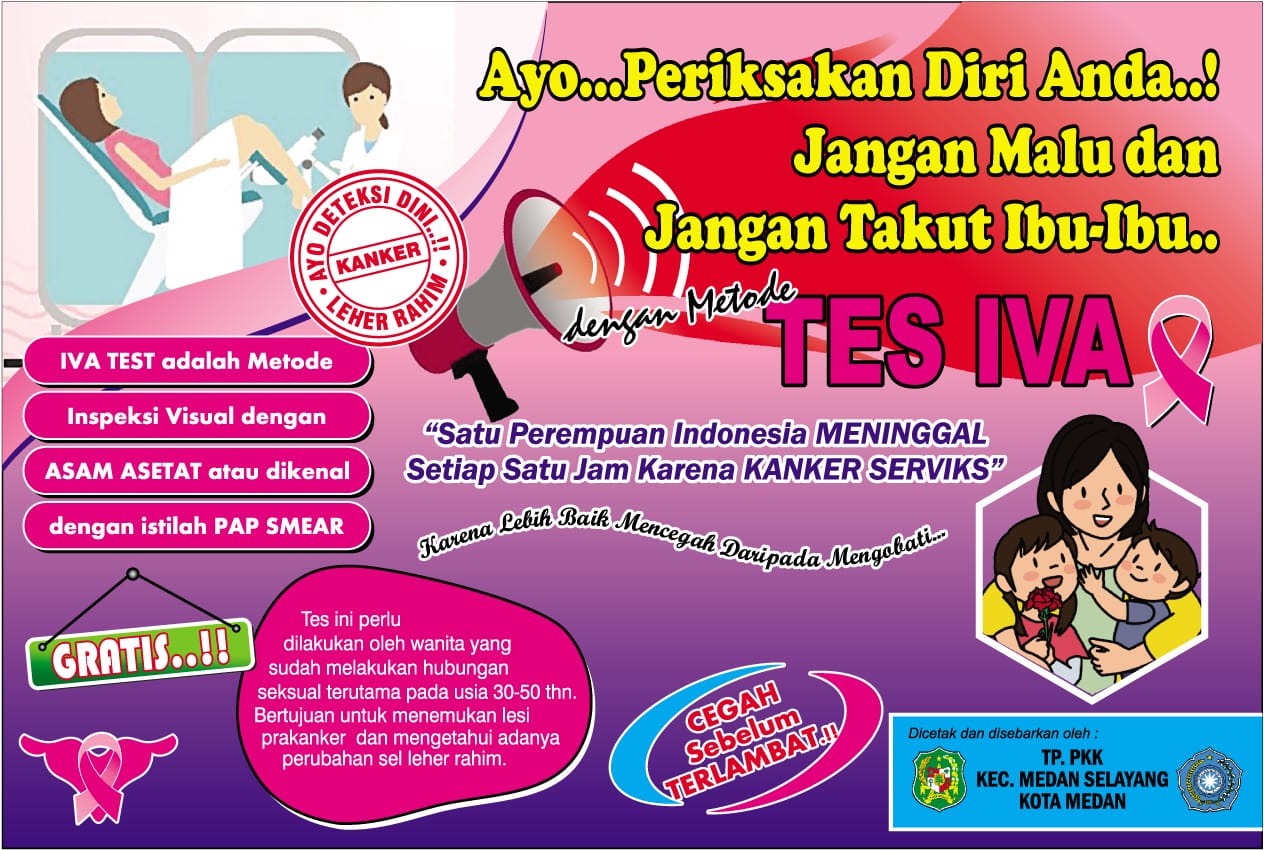 Ayo...Periksakan Diri Anda..!
Jangan Malu dan
Jangan Takut Ibu-Ibu..
dengan Metode
TES IVA
• AYO DETEKSI DINI..!! •
KANKER
LEHER RAHIM
IVA TEST adalah Metode
Inspeksi Visual dengan
ASAM ASETAT atau dikenal
dengan istilah PAP SMEAR
“Satu Perempuan Indonesia MENINGGAL
Setiap Satu Jam Karena KANKER SERVIKS”
Karena Lebih Baik Mencegah Daripada Mengobati...
GRATIS..!!
Tes ini perlu
dilakukan oleh wanita yang
sudah melakukan hubungan
seksual terutama pada usia 30-50 thn.
Bertujuan untuk menemukan lesi
prakanker dan mengetahui adanya
perubahan sel leher rahim.
CEGAH
Sebelum
TERLAMBAT.!!
Dicetak dan disebarkan oleh :
TP. PKK
KEC. MEDAN SELAYANG
KOTA MEDAN